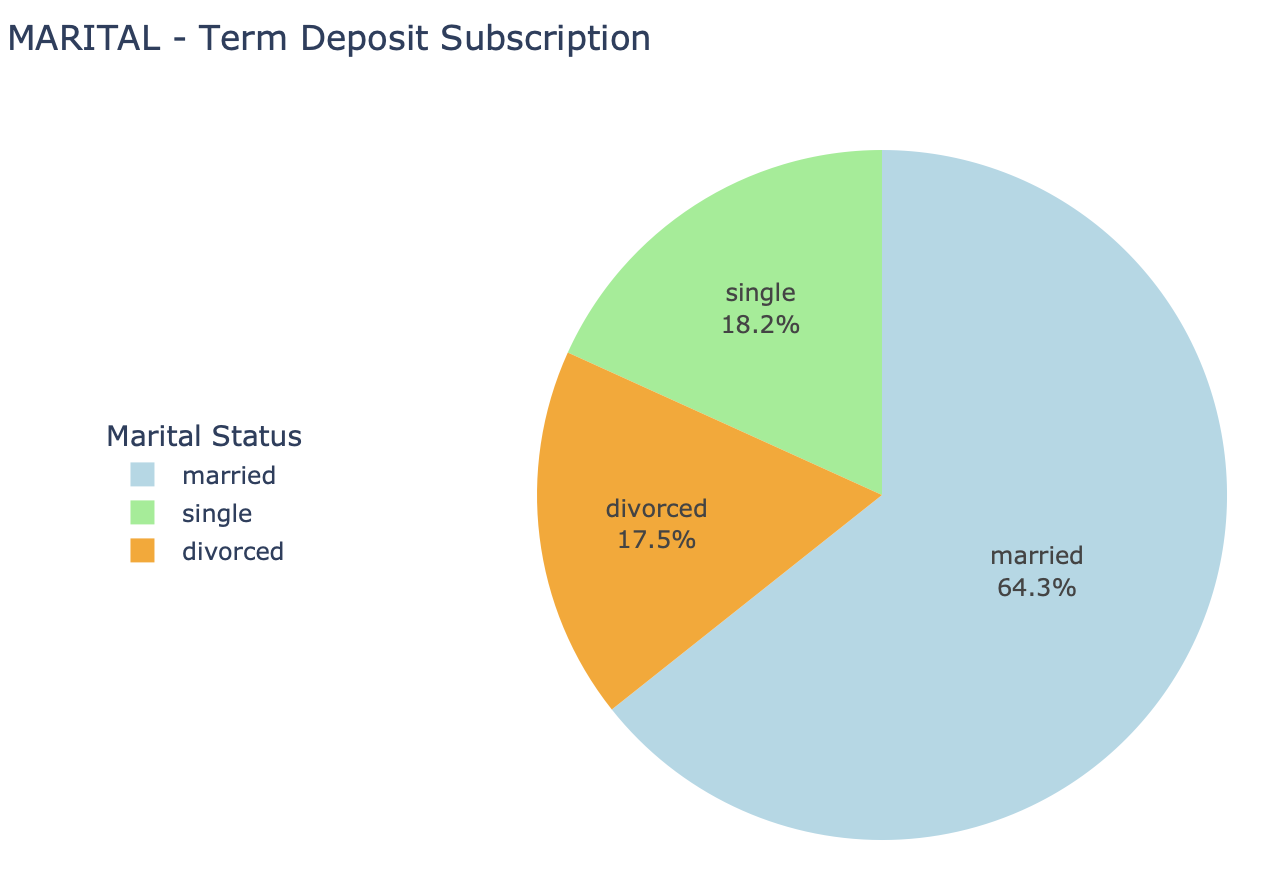 MARITAL - Term Deposit Subscription
single
18.2%
divorced
17.5%
married
64.3%
Marital Status
married
single
divorced